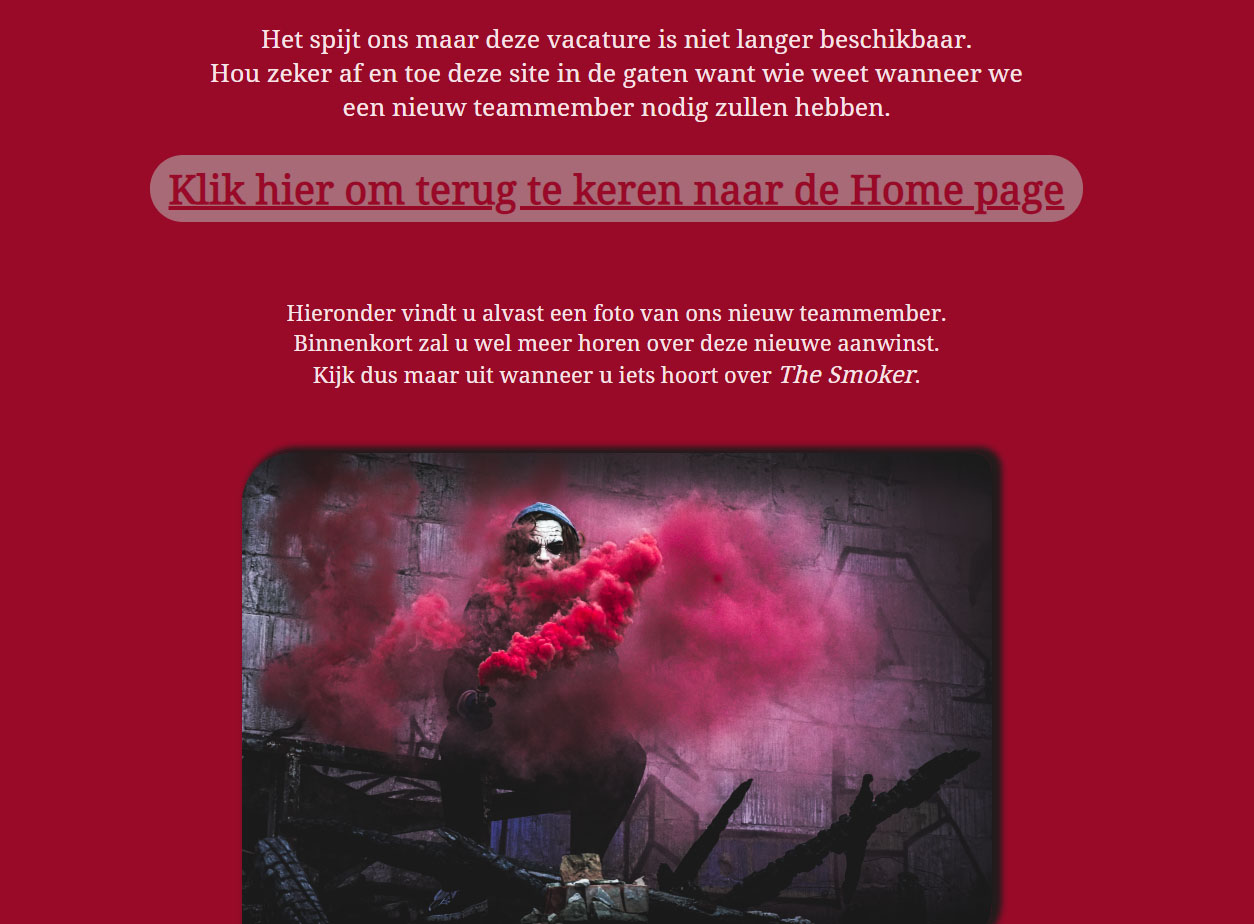 Het spijt ons maar deze vacature is niet langer beschikbaar.
Hou zeker af en toe deze site in de gaten want wie weet wanneer we
een nieuw teammember nodig zullen hebben.
Klik hier om terug te keren naar de Home page
Hieronder vindt u alvast een foto van ons nieuw teammember.
Binnenkort zal u wel meer horen over deze nieuwe aanwinst.
Kijk dus maar uit wanneer u iets hoort over The Smoker.